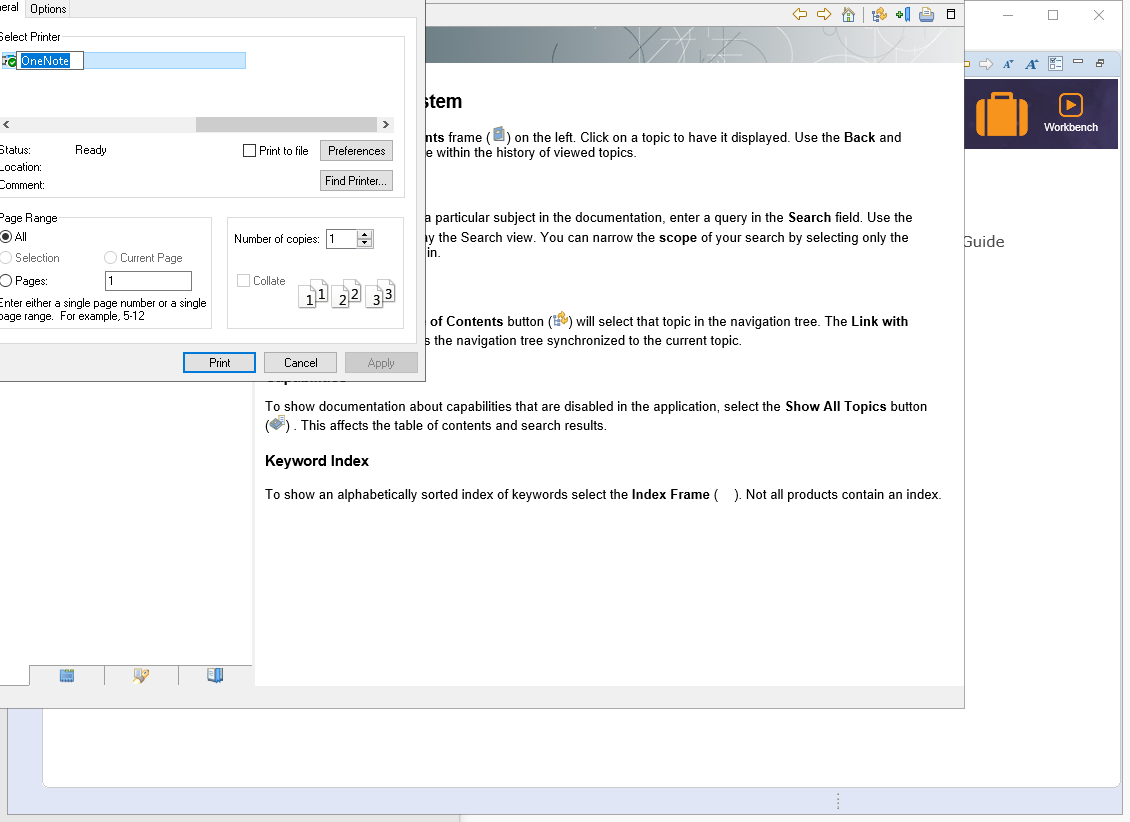 eral
Options
Select Printer
OneNote
Status:
Ready
Print to file
Preferences
Location:
Comment:
Find Printer...
Page Range
All
Selection
Current Page
Pages:
1
Enter either a single page number or a single
page range. For example, 5-12
Number of copies:
1
Collate
1 1 2 2 3 3
Print
Cancel
Apply
Workbench
Guide
stem
nts frame ( ) on the left. Click on a topic to have it displayed. Use the Back and
e within the history of viewed topics.
a particular subject in the documentation, enter a query in the Search field. Use the
y the Search view. You can narrow the scope of your search by selecting only the
in.
of Contents button ( ) will select that topic in the navigation tree. The Link with
s the navigation tree synchronized to the current topic.
To show documentation about capabilities that are disabled in the application, select the Show All Topics button
( ) . This affects the table of contents and search results.
Keyword Index
To show an alphabetically sorted index of keywords select the Index Frame ( ). Not all products contain an index.